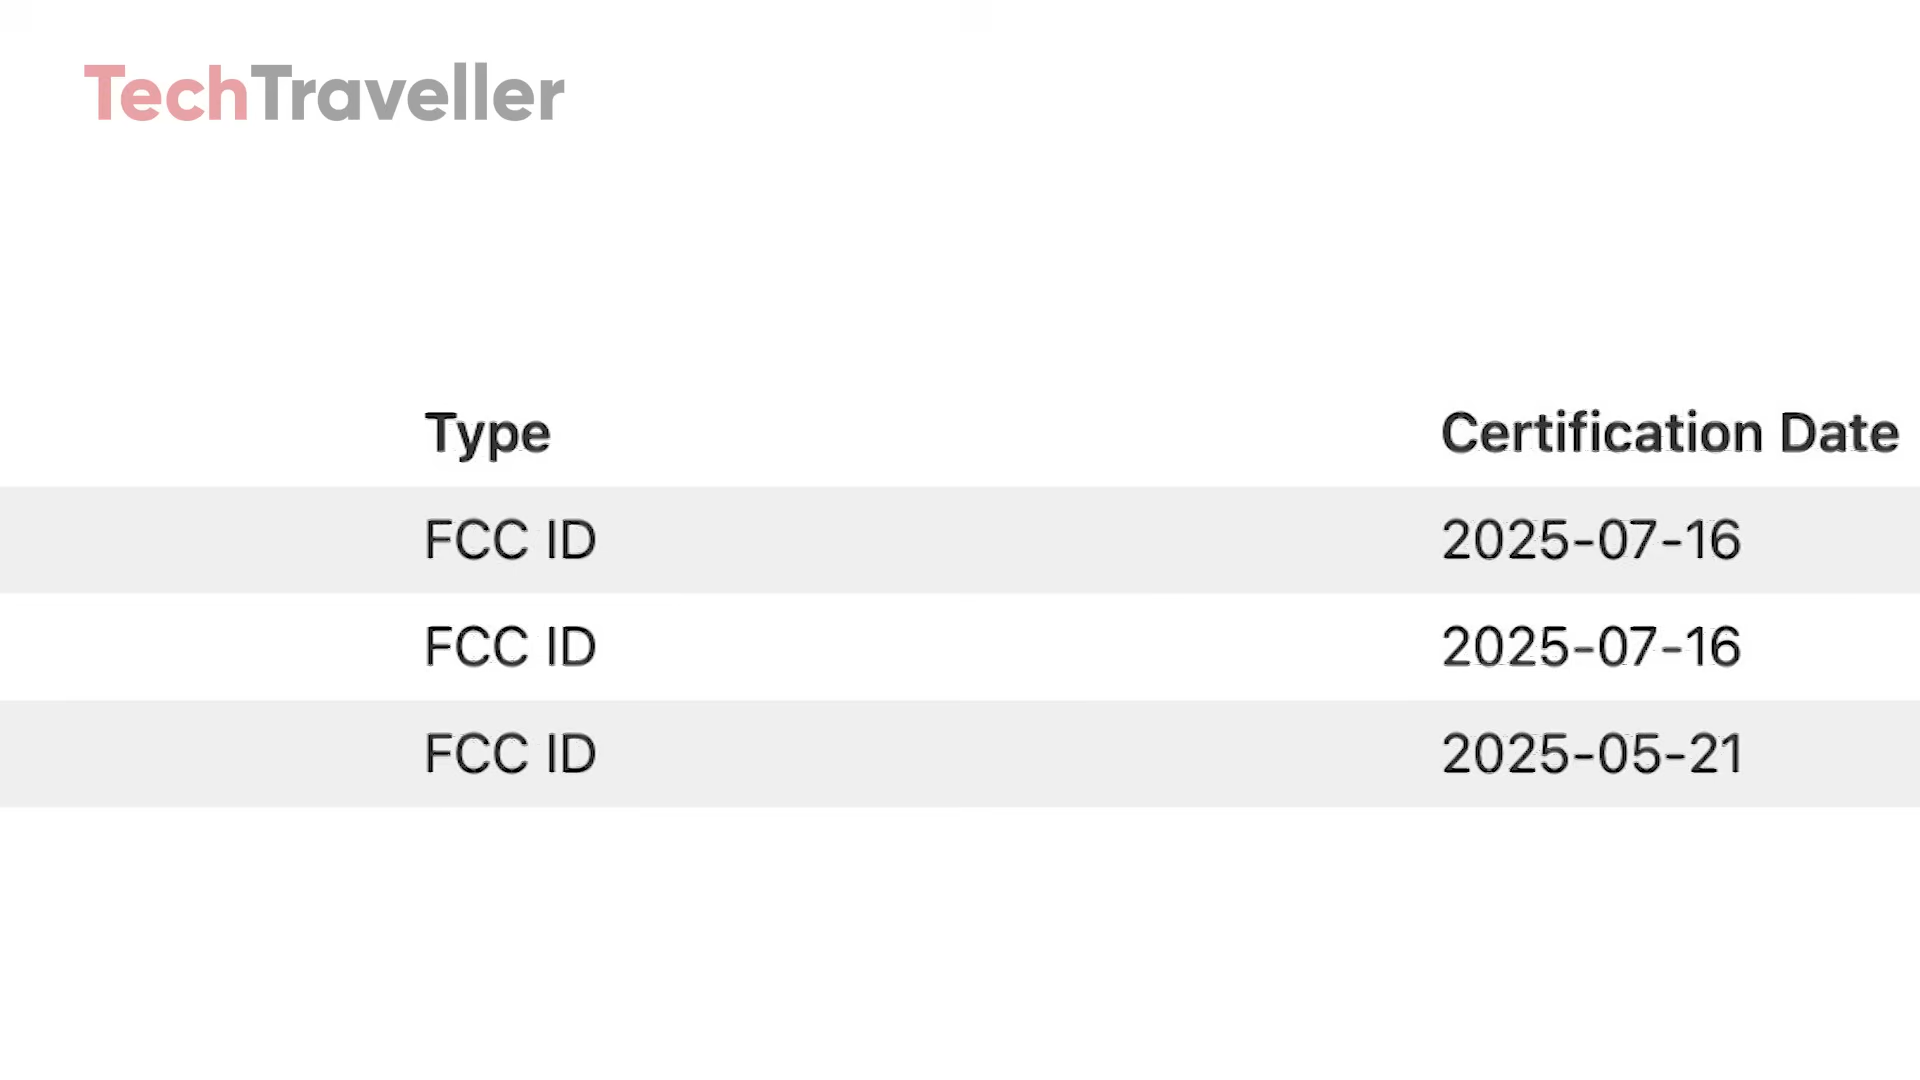 TechTraveller
Type Certification Date
FCC ID 2025-07-16
FCC ID 2025-07-16
FCC ID 2025-05-21